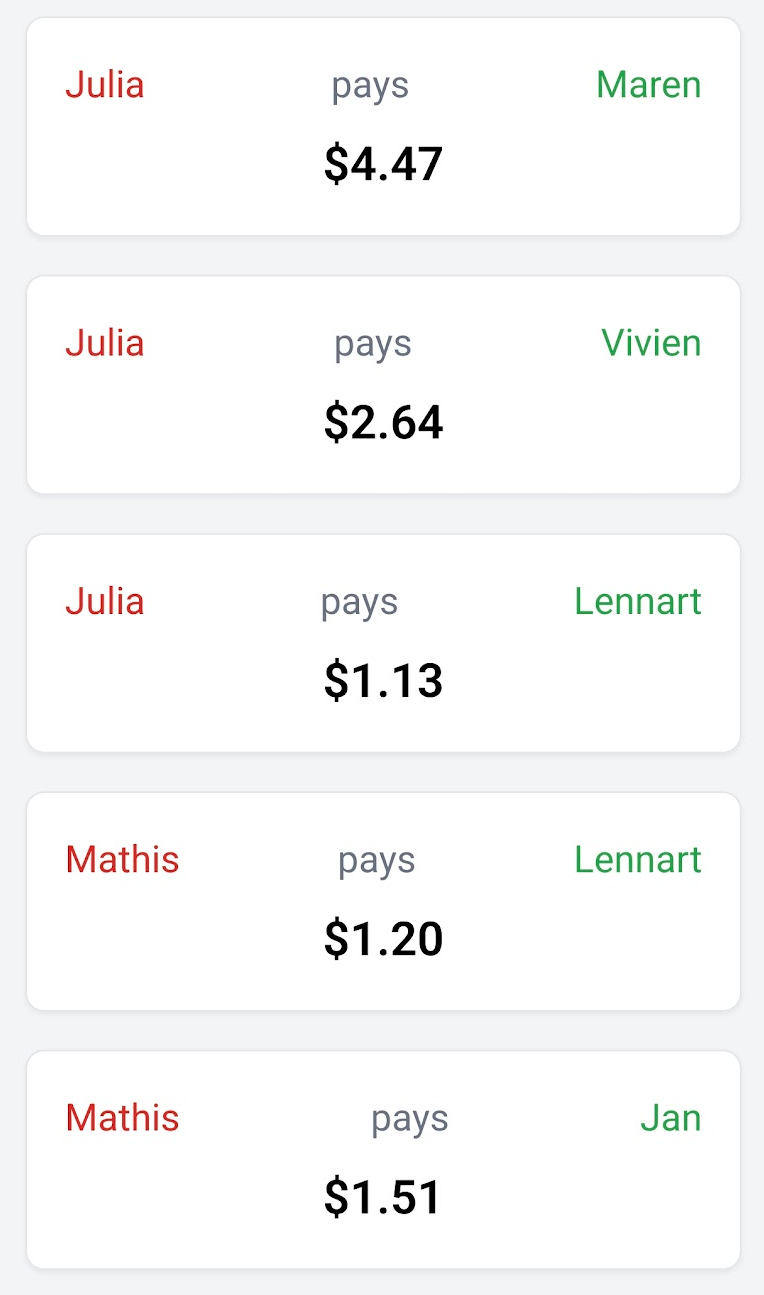 Julia pays Maren
$4.47
Julia pays Vivien
$2.64
Julia pays Lennart
$1.13
Mathis pays Lennart
$1.20
Mathis pays Jan
$1.51